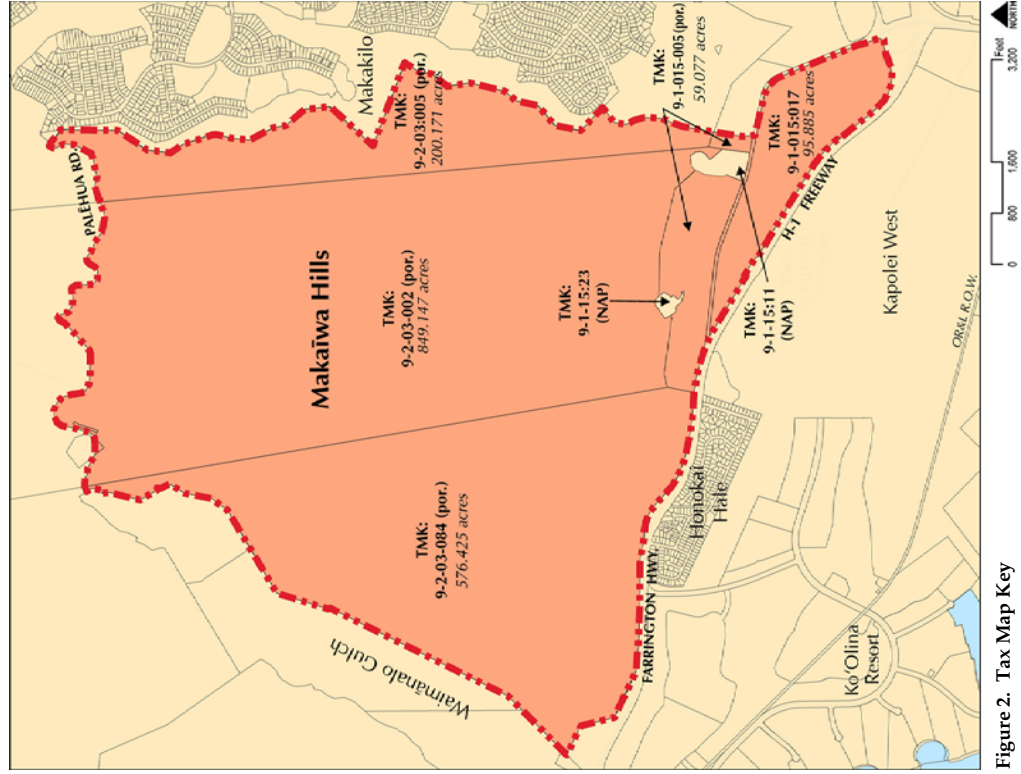 PALĒHUA RD.
Makakilo
TMK:
9-2-03:005 (por.)
200.171 acres
TMK:
9-1-015-005 (por.)
59.077 acres
TMK:
9-1-015:017
95.885 acres
Makaīwa Hills
TMK:
9-2-03-002 (por.)
849.147 acres
TMK:
9-1-15:23
(NAP)
TMK:
9-1-15:11
(NAP)
H-1 FREEWAY
Kapolei West
OR&L R.O.W.
TMK:
9-2-03-084 (por.)
576.425 acres
Waimānalo Gulch
FARRINGTON HWY.
Honokai
Hale
Ko'Olina
Resort
0 800 1,600 3,200
Feet
NORTH
Figure 2. Tax Map Key